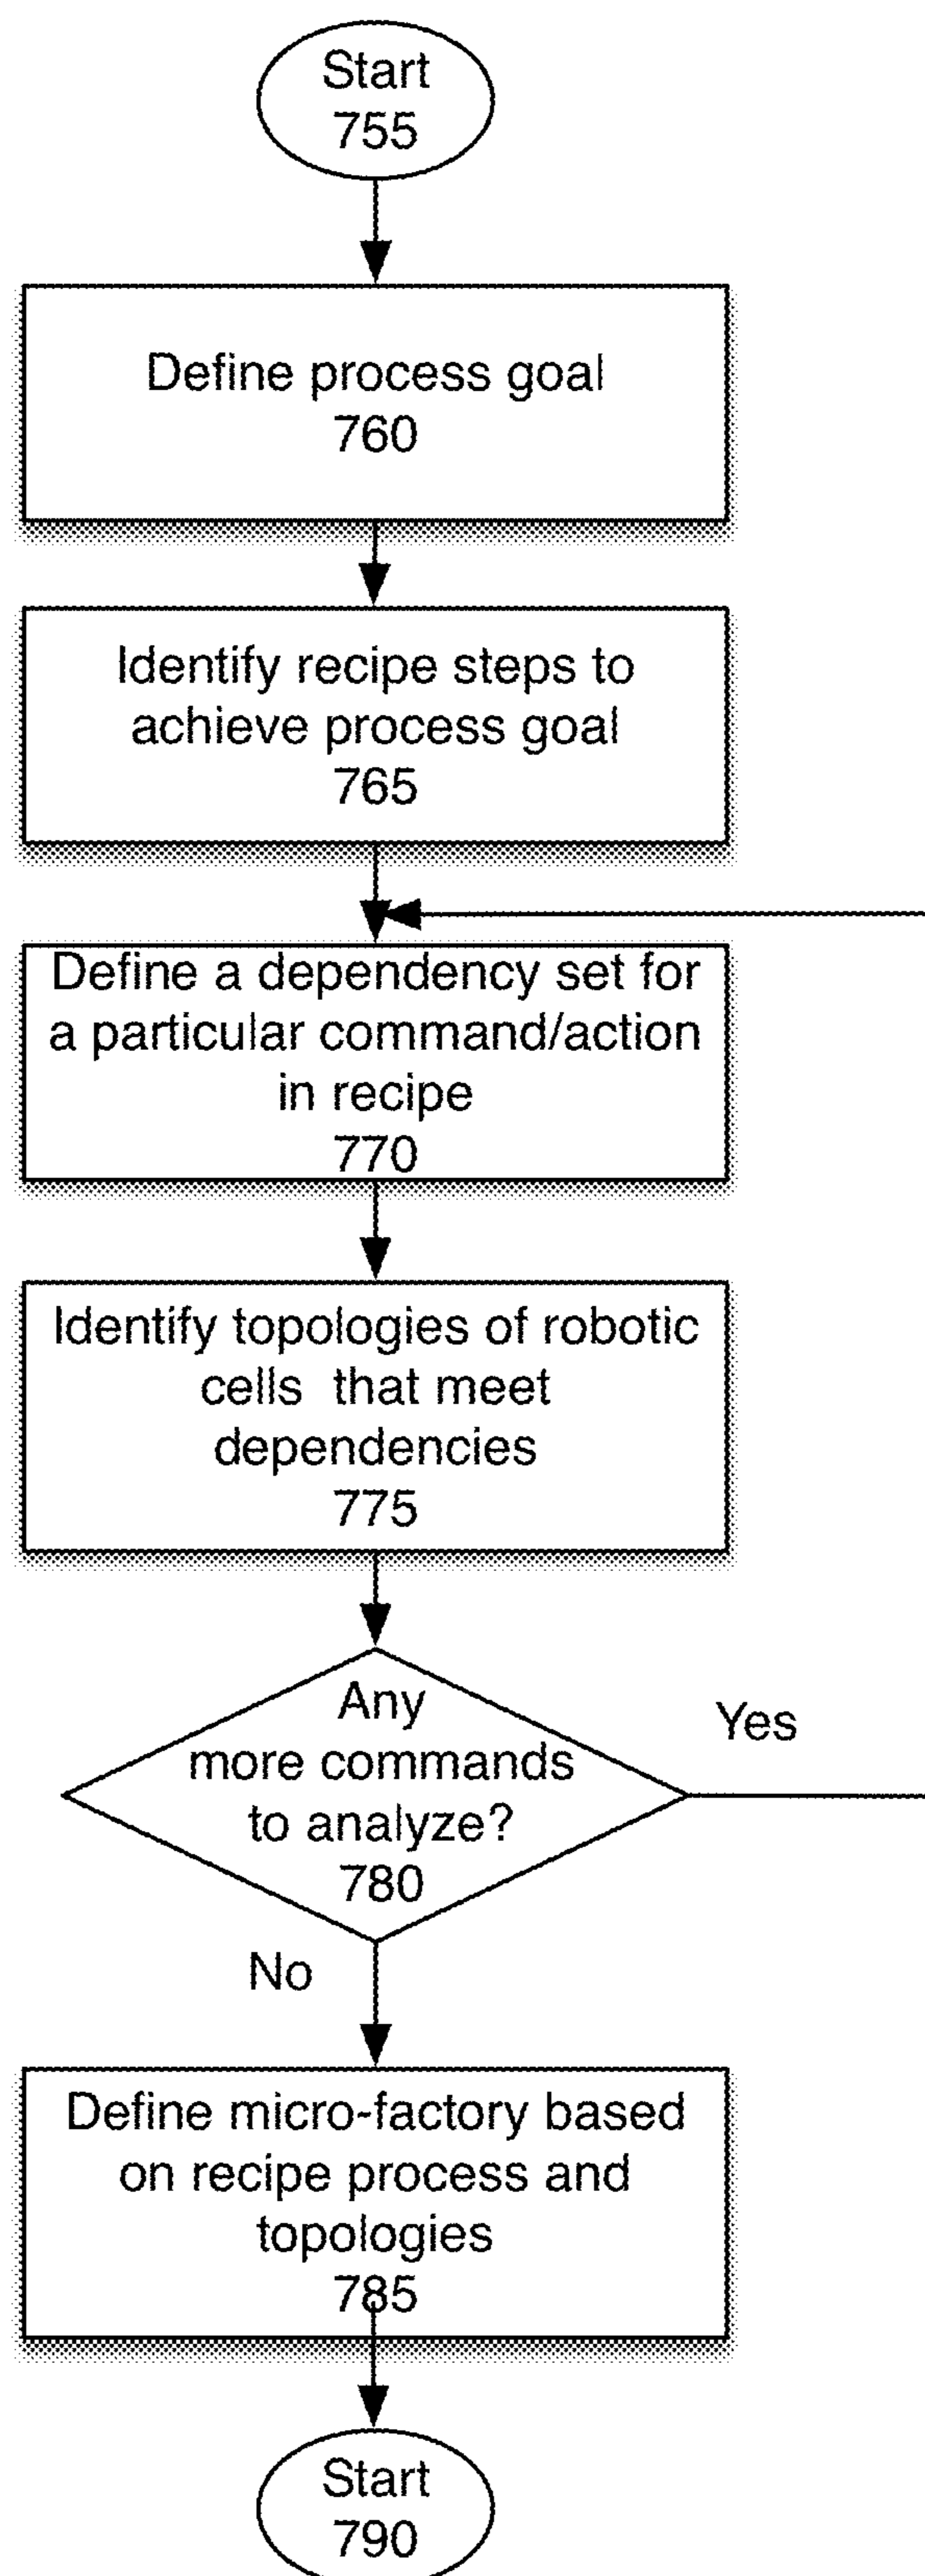 Start
755
Define process goal
760
Identify recipe steps to
achieve process goal
765
Define a dependency set for
a particular command/action
in recipe
770
Identify topologies of robotic
cells that meet
dependencies
775
Any
more commands
to analyze?
780
Yes
No
Define micro-factory based
on recipe process and
topologies
785
Start
790